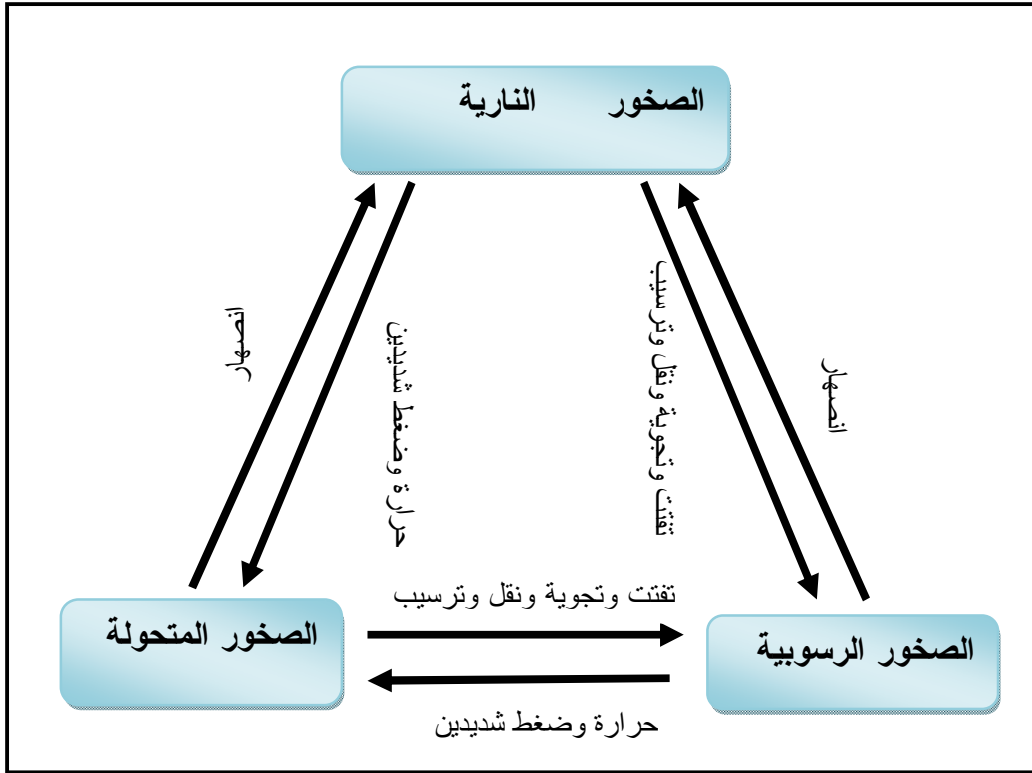 الصخور النارية
تفتت وتجوية ونقل وترسيب
انصهار
حرارة وضغط شديدين
انصهار
تفتت وتجوية ونقل وترسيب
الصخور الرسوبية
الصخور المتحولة
حرارة وضغط شديدين